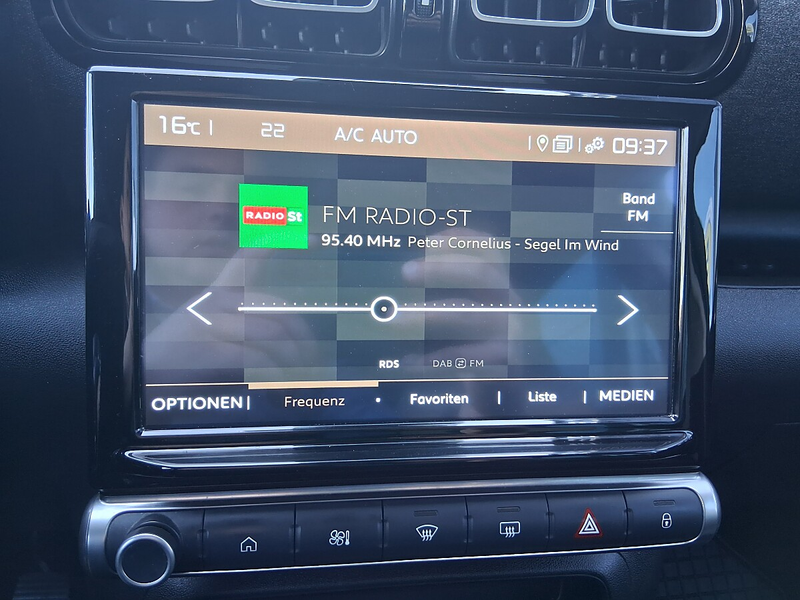 16°C | 22 A/C AUTO | | 09:37
Band
FM
RADIO St FM RADIO-ST
95.40 MHz Peter Cornelius - Segel Im Wind
RDS DAB FM
OPTIONEN | Frequenz • Favoriten | Liste | MEDIEN